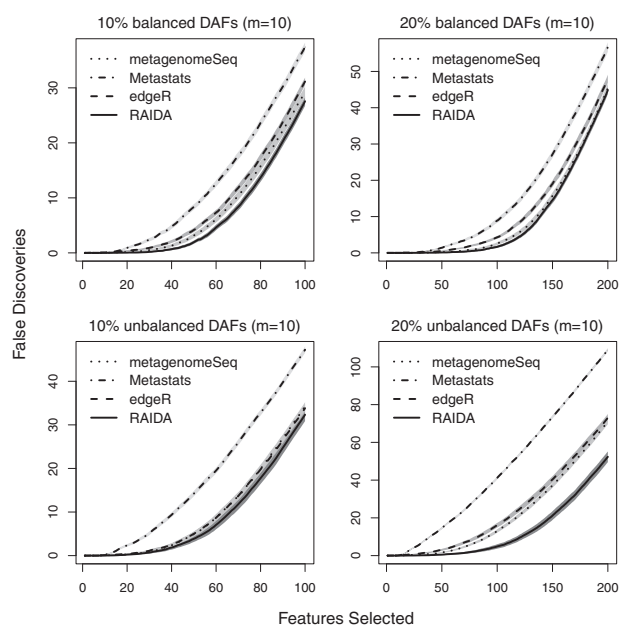 10% balanced DAFs (m=10)
20% balanced DAFs (m=10)
metagenomeSeq
Metastats
edgeR
RAIDA
0 10 20 30
0 20 40 60 80 100
metagenomeSeq
Metastats
edgeR
RAIDA
0 10 20 30 40 50
0 50 100 150 200
False Discoveries
10% unbalanced DAFs (m=10)
20% unbalanced DAFs (m=10)
metagenomeSeq
Metastats
edgeR
RAIDA
0 10 20 30 40
0 20 40 60 80 100
metagenomeSeq
Metastats
edgeR
RAIDA
0 20 40 60 80 100
0 50 100 150 200
Features Selected